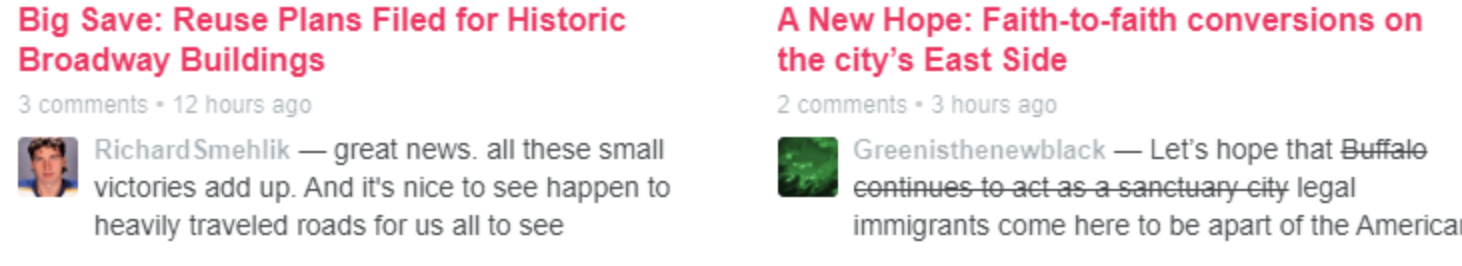 Big Save: Reuse Plans Filed for Historic
Broadway Buildings
3 comments • 12 hours ago
RichardSmehlik — great news. all these small
victories add up. And it's nice to see happen to
heavily traveled roads for us all to see
A New Hope: Faith-to-faith conversions on
the city’s East Side
2 comments • 3 hours ago
Greenisthenewblack — Let’s hope that Buffalo
continues to act as a sanctuary city legal
immigrants come here to be apart of the American